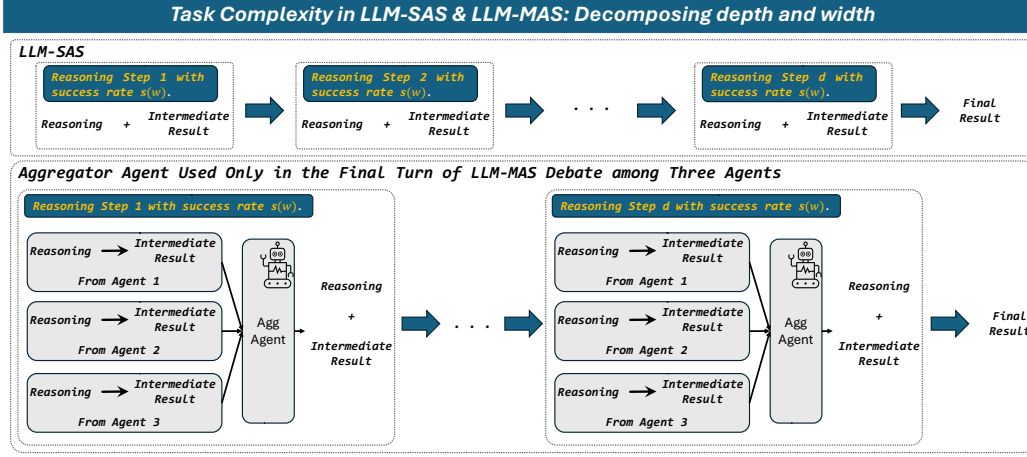 Task Complexity in LLM-SAS & LLM-MAS: Decomposing depth and width
LLM-SAS
Reasoning Step 1 with
success rate s(w).
Reasoning + Intermediate
Result
Reasoning Step 2 with
success rate s(w).
Reasoning + Intermediate
Result
. . .
Reasoning Step d with
success rate s(w).
Reasoning + Intermediate
Result
Final
Result
Aggregator Agent Used Only in the Final Turn of LLM-MAS Debate among Three Agents
Reasoning Step 1 with success rate s(w).
Reasoning Intermediate
Result
From Agent 1
Reasoning Intermediate
Result
From Agent 2
Reasoning Intermediate
Result
From Agent 3
Agg
Agent
Reasoning
+
Intermediate
Result
. . .
Reasoning Step d with success rate s(w).
Reasoning Intermediate
Result
From Agent 1
Reasoning Intermediate
Result
From Agent 2
Reasoning Intermediate
Result
From Agent 3
Agg
Agent
Reasoning
+
Intermediate
Result
Final
Result